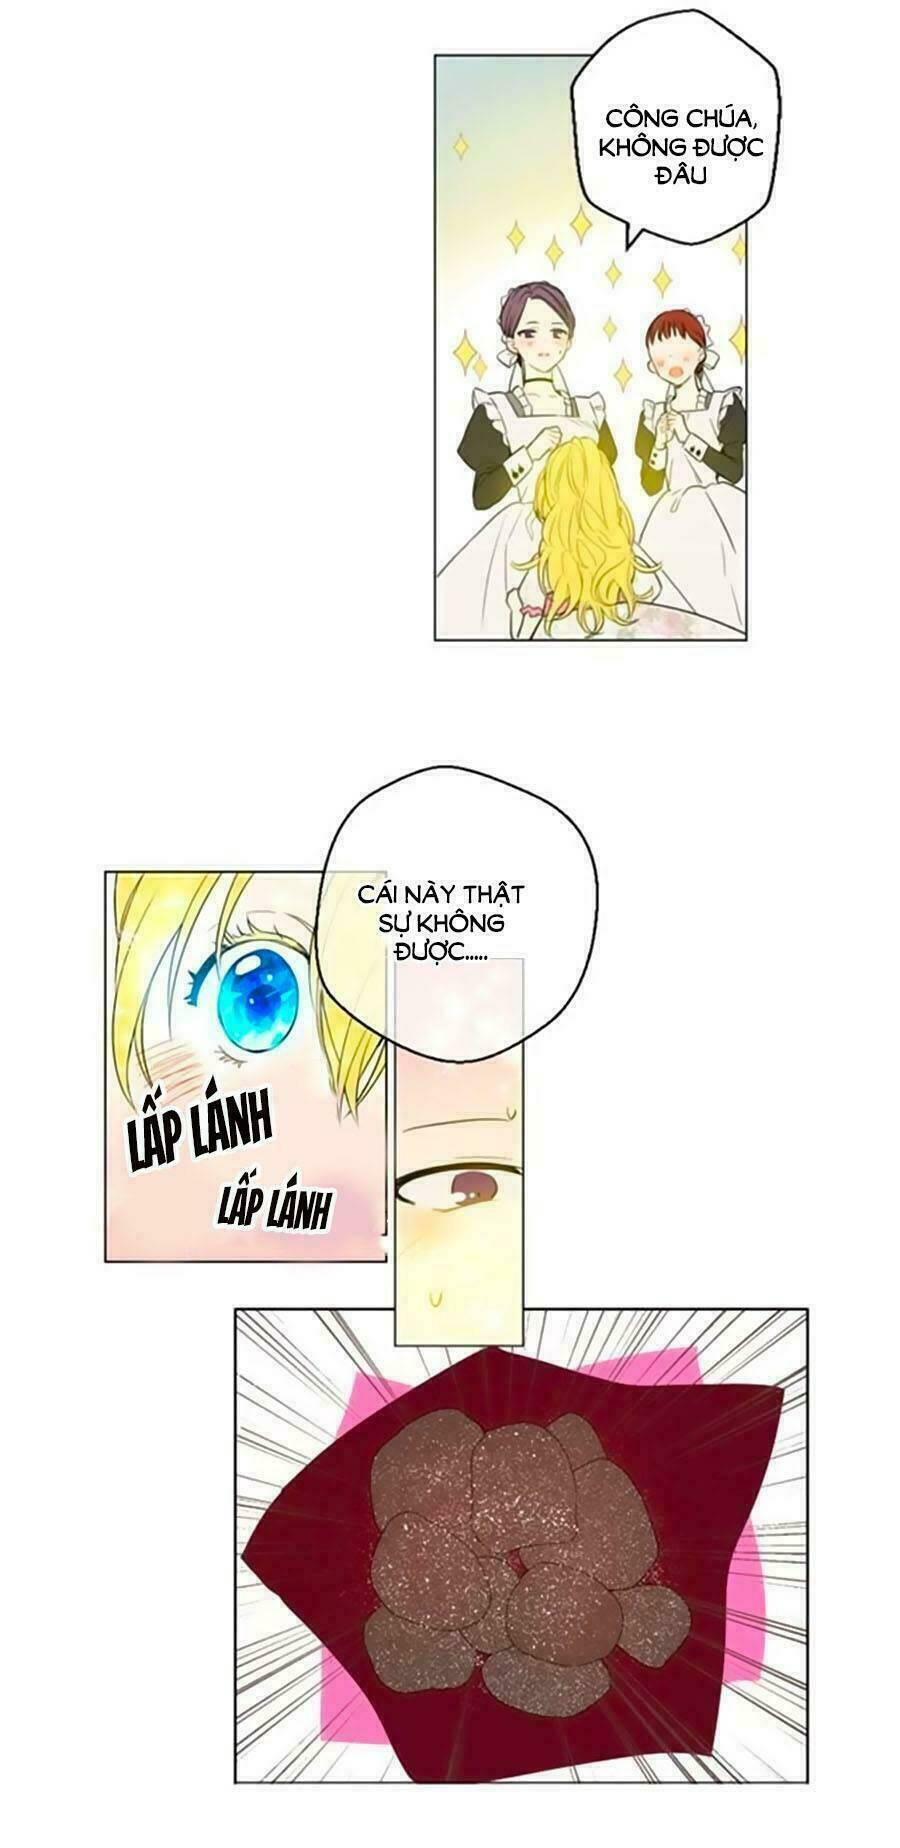 CÔNG CHÚA,
KHÔNG ĐƯỢC
ĐÂU
CÁI NÀY THẬT
SỰ KHÔNG
ĐƯỢC.....
LẤP LÁNH
LẤP LÁNH